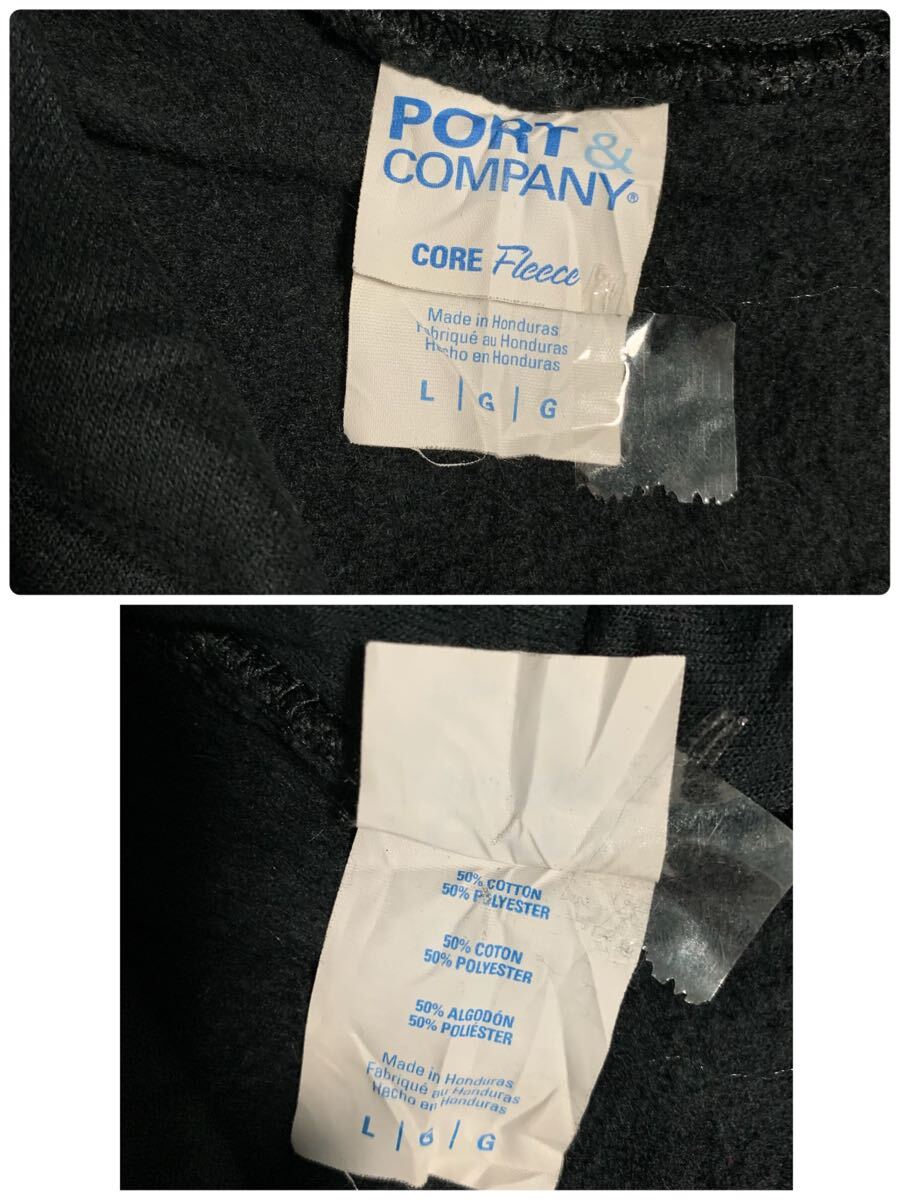 PORT &
COMPANY®
CORE Fleece
Made in Honduras
Fabriqué au Honduras
Hecho en Honduras
L | G | G
50% COTTON
50% POLYESTER
50% COTON
50% POLYESTER
50% ALGODÓN
50% POLIÉSTER
Made in Honduras
Fabriqué au Honduras
Hecho en Honduras
L | G | G